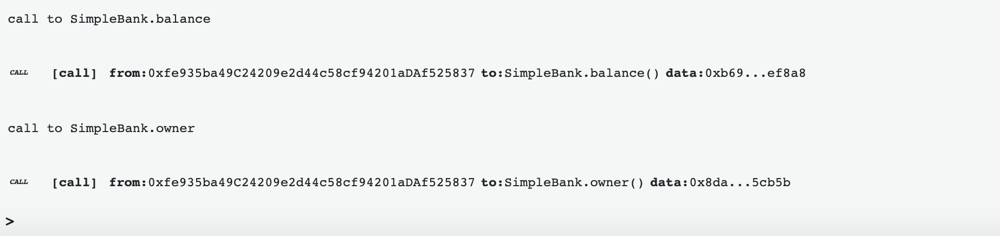 call to SimpleBank.balance
CALL [call] from:0xfe935ba49C24209e2d44c58cf94201aDAf525837 to:SimpleBank.balance() data:0xb69...ef8a8
call to SimpleBank.owner
CALL [call] from:0xfe935ba49C24209e2d44c58cf94201aDAf525837 to:SimpleBank.owner() data:0x8da...5cb5b
>